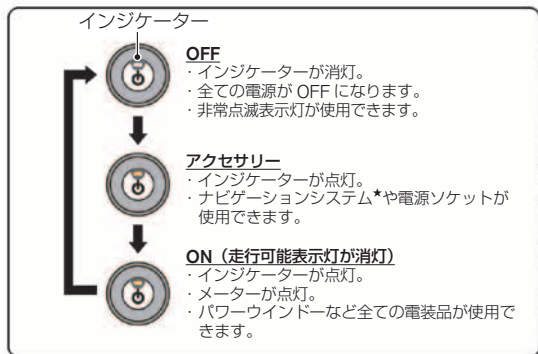 インジケーター
OFF
・インジケーターが消灯。
・全ての電源が OFF になります。
・非常点滅表示灯が使用できます。
アクセサリー
・インジケーターが点灯。
・ナビゲーションシステム★や電源ソケットが
使用できます。
ON（走行可能表示灯が消灯）
・インジケーターが点灯。
・メーターが点灯。
・パワーウインドーなど全ての電装品が使用で
きます。